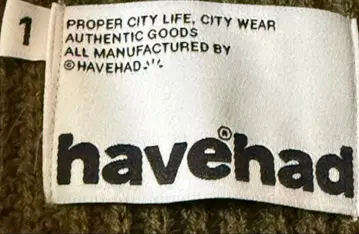 1
PROPER CITY LIFE, CITY WEAR
AUTHENTIC GOODS
ALL MANUFACTURED BY
©HAVEHAD
havehad®